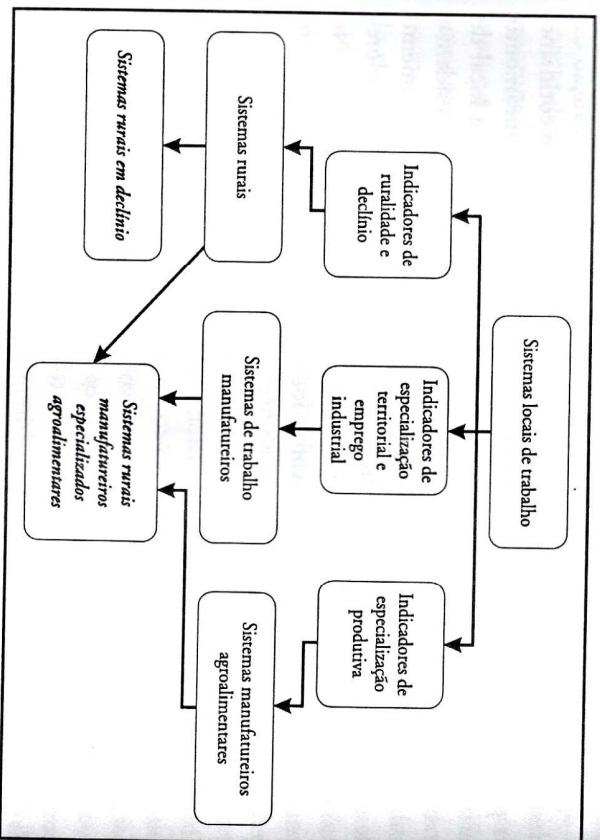 Sistemas locais de trabalho
Indicadores de
ruralidade e
declínio
Indicadores de
especialização
territorial e
emprego
industrial
Indicadores de
especialização
produtiva
Sistemas rurais
Sistemas de trabalho
manufatureiros
Sistemas manufatureiros
agroalimentares
Sistemas rurais em declínio
Sistemas rurais
manufatureiros
especializados
agroalimentares